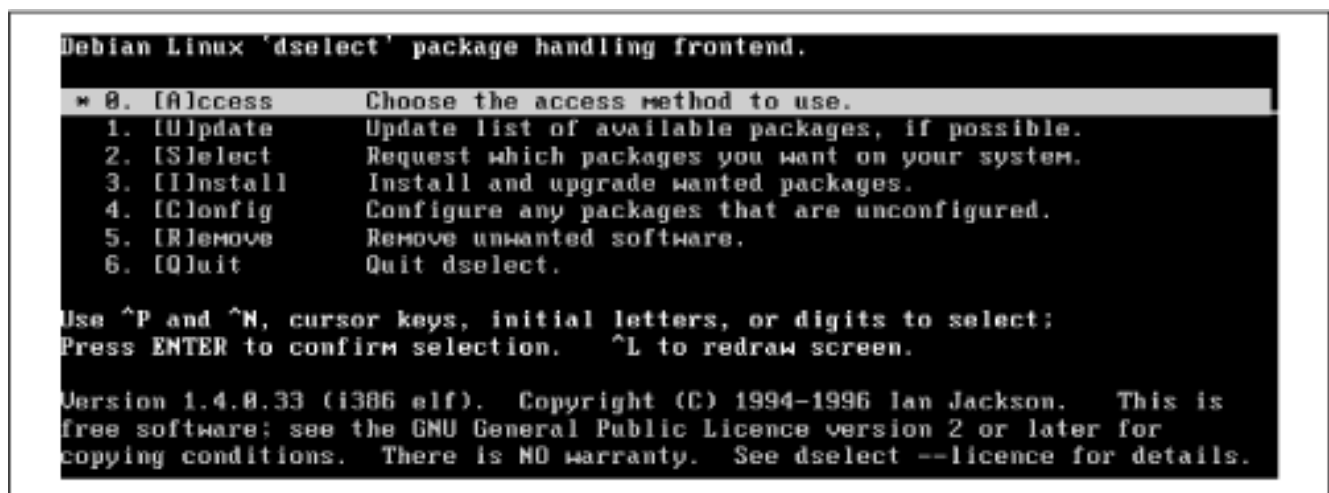 Debian Linux `dselect' package handling frontend.
* 0. [A]ccess Choose the access method to use.
1. [U]pdate Update list of available packages, if possible.
2. [S]elect Request which packages you want on your system.
3. [I]nstall Install and upgrade wanted packages.
4. [C]onfig Configure any packages that are unconfigured.
5. [R]emove Remove unwanted software.
6. [Q]uit Quit dselect.
Use ^P and ^N, cursor keys, initial letters, or digits to select;
Press ENTER to confirm selection. ^L to redraw screen.
Version 1.4.0.33 (i386 elf). Copyright (C) 1994-1996 Ian Jackson. This is
free software; see the GNU General Public Licence version 2 or later for
copying conditions. There is NO warranty. See dselect --licence for details.